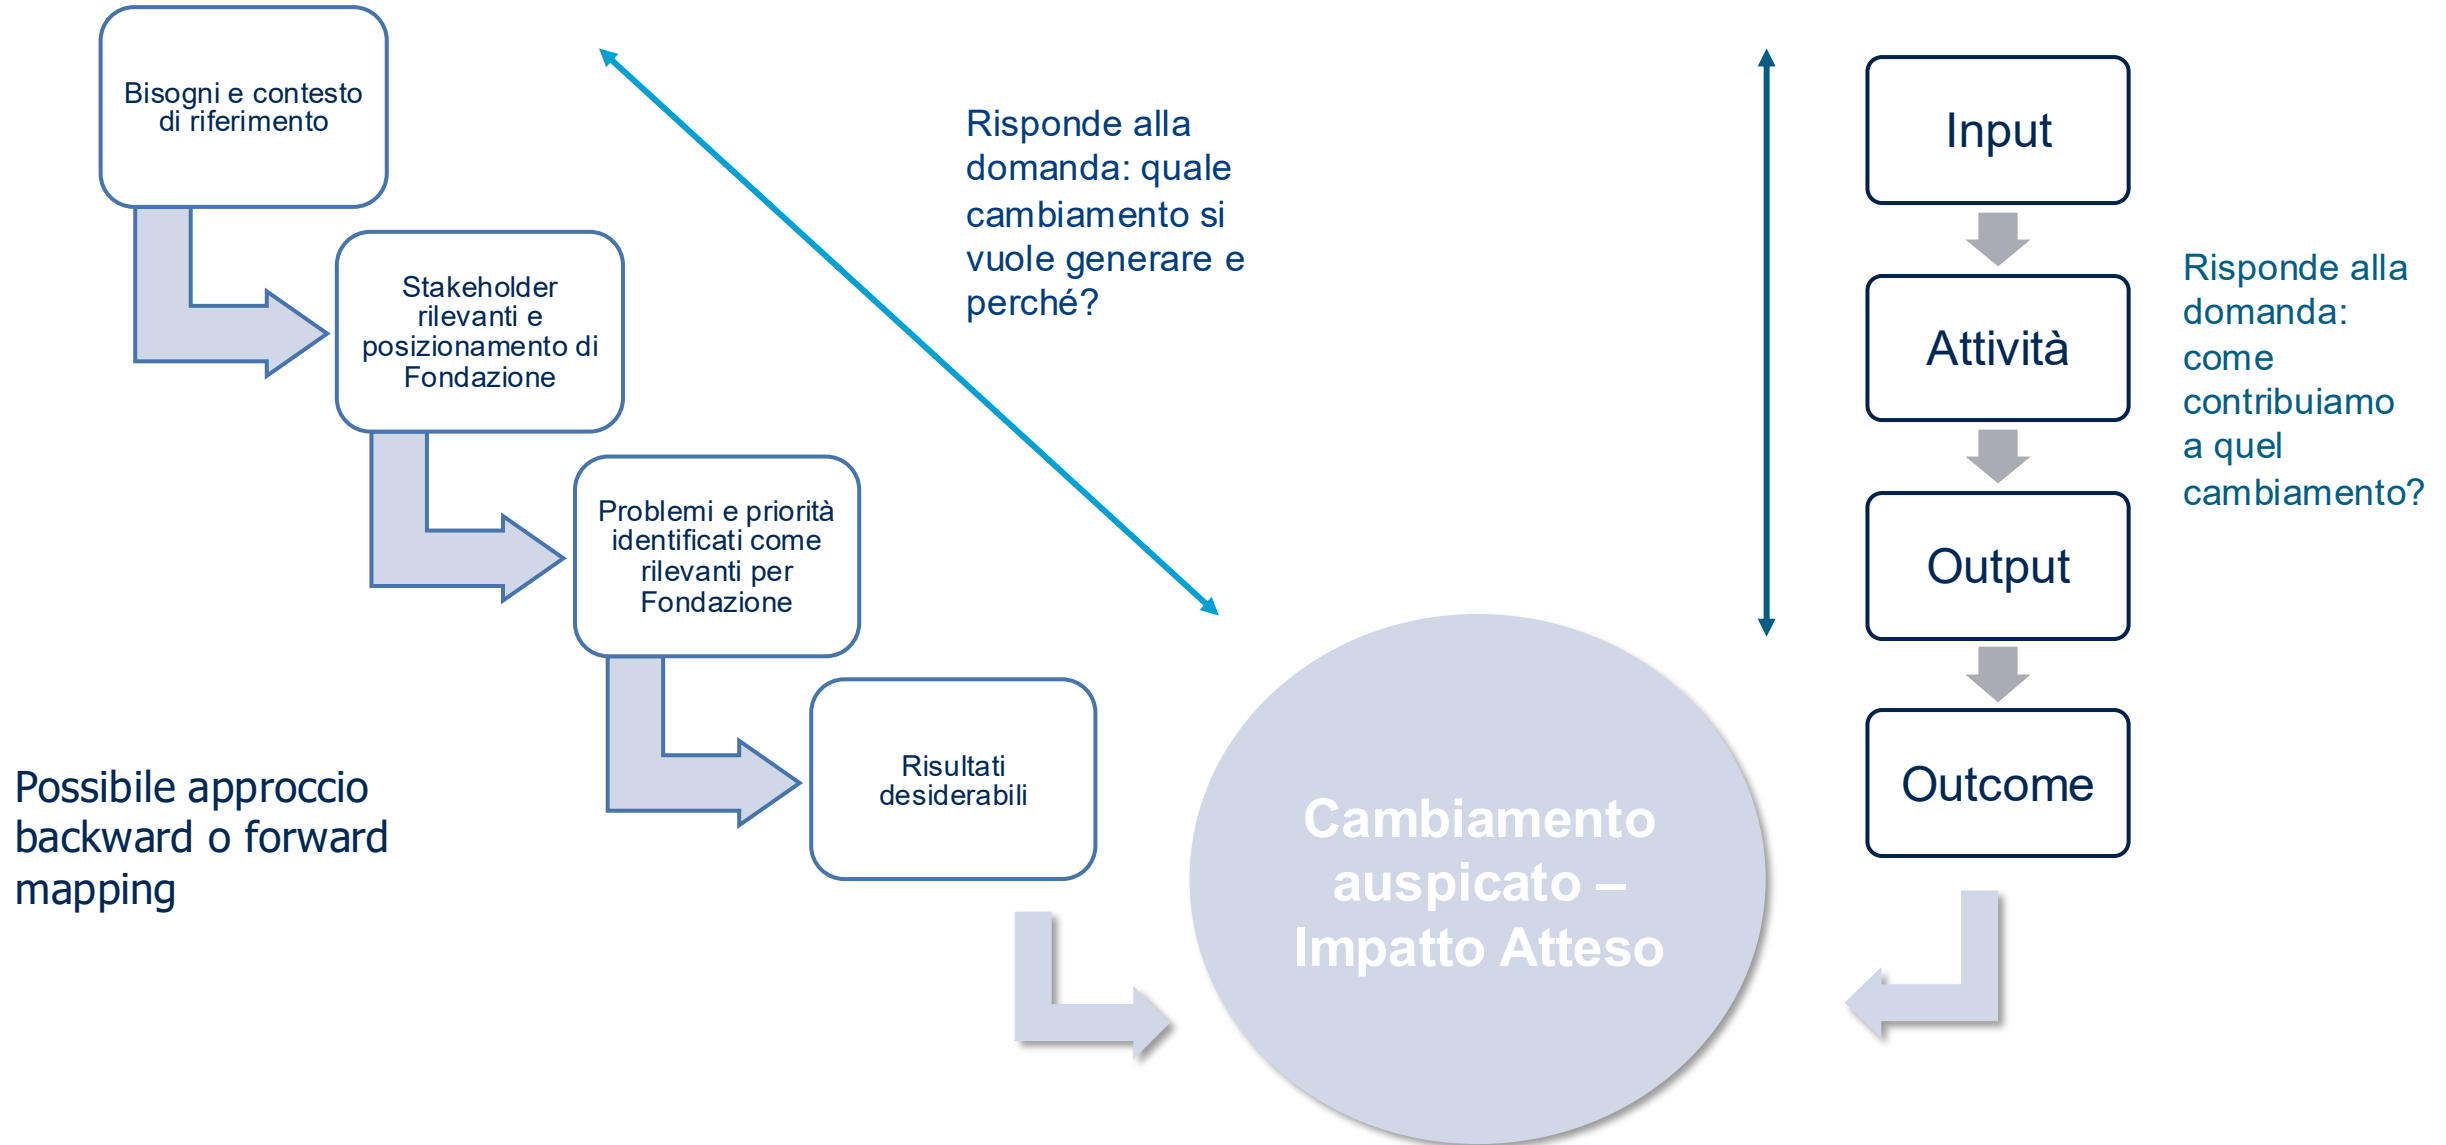 Bisogni e contesto
di riferimento
Stakeholder
rilevanti e
posizionamento di
Fondazione
Problemi e priorità
identificati come
rilevanti per
Fondazione
Risultati
desiderabili
Possibile approccio
backward o forward
mapping
Risponde alla
domanda: quale
cambiamento si
vuole generare e
perché?
Cambiamento
auspicato –
Impatto Atteso
Input
Attività
Output
Outcome
Risponde alla
domanda:
come
contribuiamo
a quel
cambiamento?